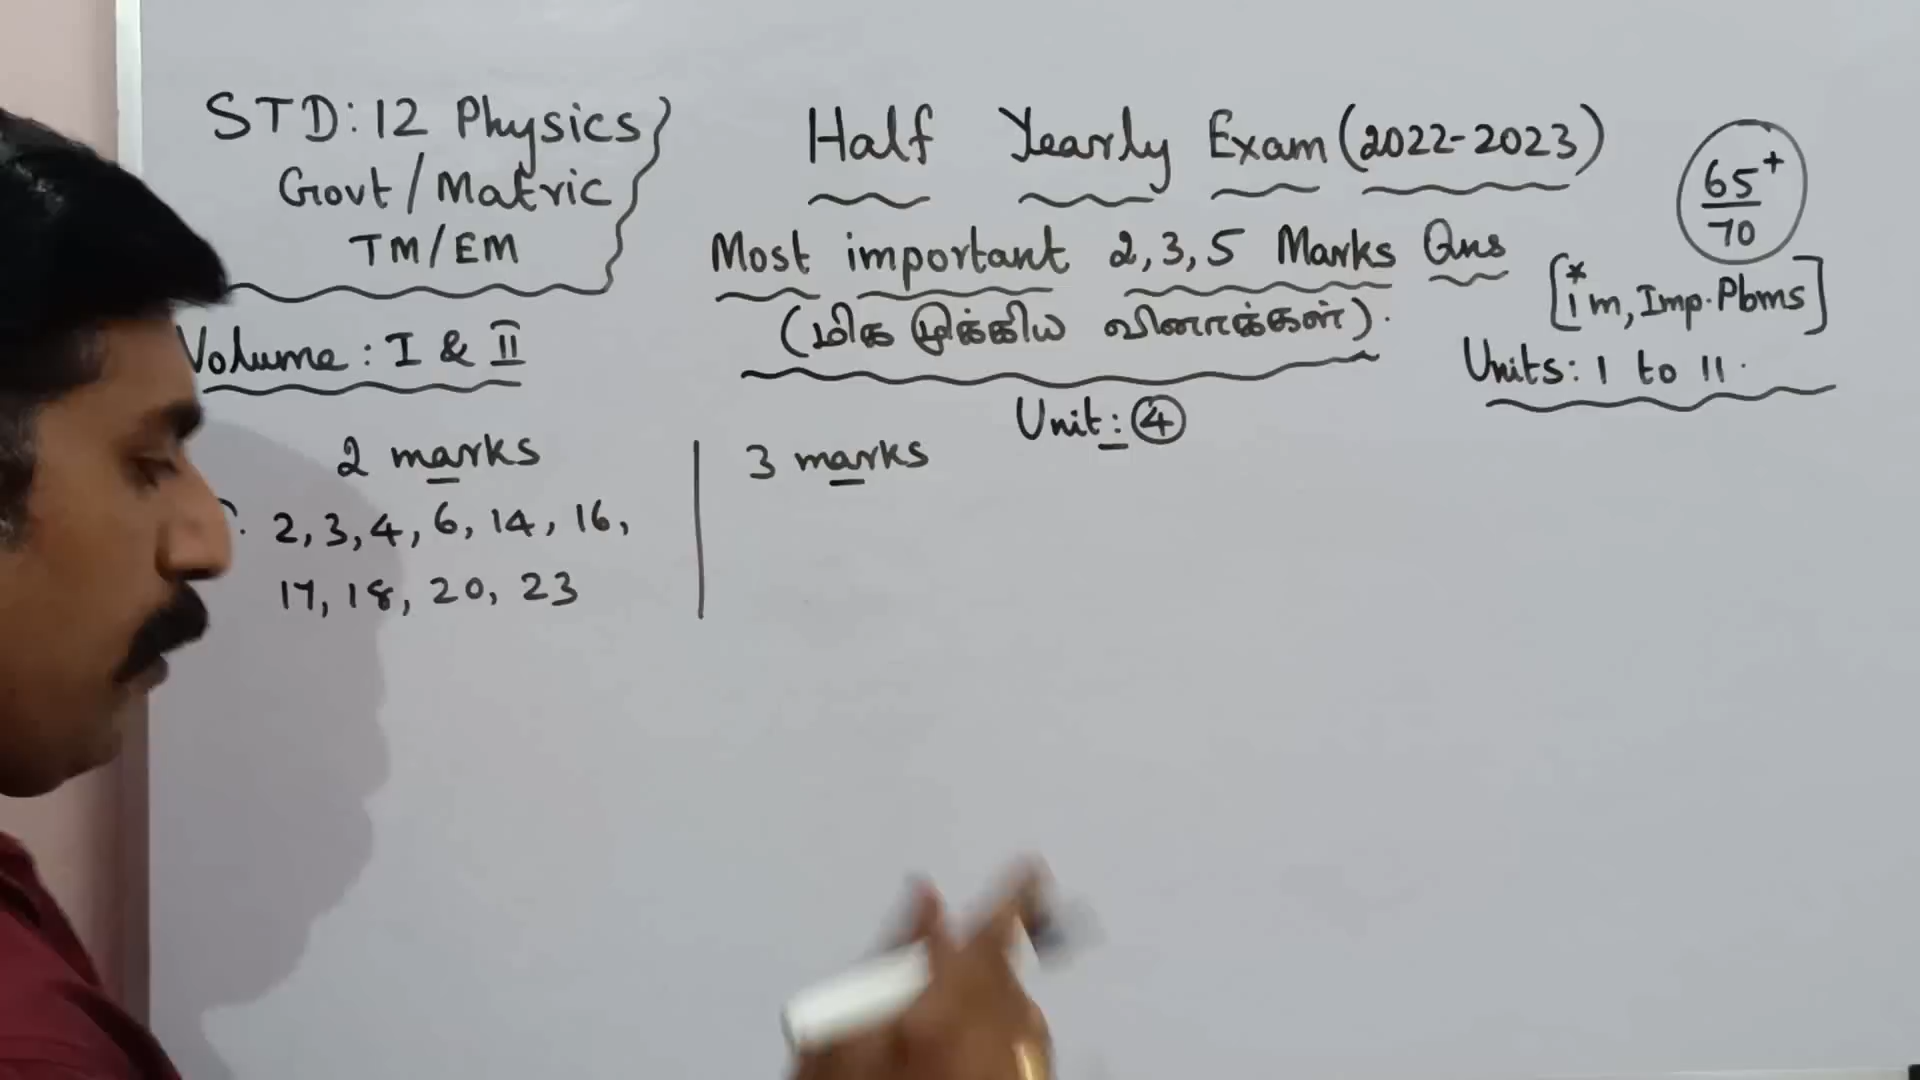 STD: 12 Physics
Govt/Matric
TM/EM
Volume: I & II
Half Yearly Exam (2022-2023)
Most important 2, 3, 5 Marks Qns
(மிக முக்கிய வினாக்கள்).
65+
70
[* 1m, Imp. Pbms]
Units: 1 to 11.
Unit: ④
2 marks
2, 3, 4, 6, 14, 16,
17, 18, 20, 23
3 marks